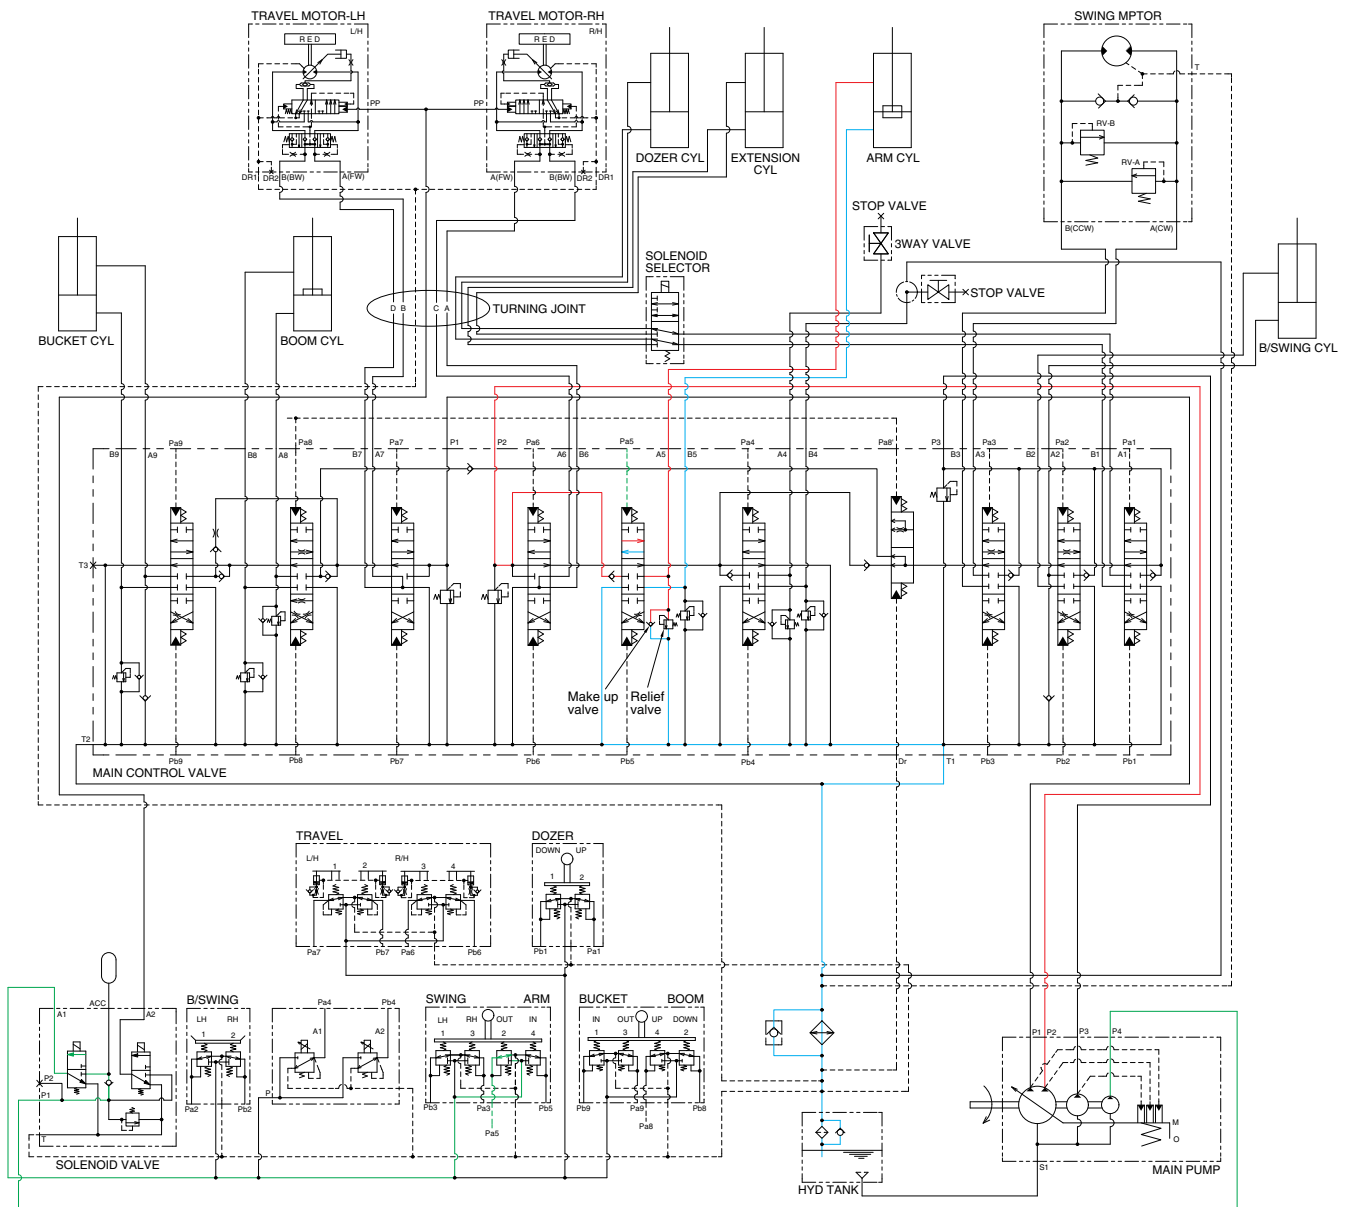 TRAVEL MOTOR-LH
TRAVEL MOTOR-RH
SWING MPTOR
L/H
R/H
RED
RED
PP
PP
T
RV-B
RV-A
DOZER CYL
EXTENSION
CYL
ARM CYL
DR1
DR2
B(BW)
A(FW)
A(FW)
B(BW)
DR2
DR1
STOP VALVE
3WAY VALVE
B(CCW)
A(CW)
SOLENOID
SELECTOR
STOP VALVE
D B
C A
TURNING JOINT
BUCKET CYL
BOOM CYL
B/SWING CYL
Pa9
Pa8
Pa7
P1
P2
Pa6
Pa5
Pa4
Pa8'
P3
Pa3
Pa2
Pa1
B9
A9
B8
A8
B7
A7
A6
B6
A5
B5
A4
B4
B3
A3
B2
A2
B1
A1
T3
Make up
valve
Relief
valve
T2
Pb9
Pb8
Pb7
Pb6
Pb5
Pb4
Dr
T1
Pb3
Pb2
Pb1
MAIN CONTROL VALVE
TRAVEL
DOZER
L/H
1
2
R/H
3
4
DOWN
UP
1
2
Pa7
Pb7
Pa6
Pb6
Pb1
Pa1
ACC
A1
A2
B/SWING
LH
RH
1
2
Pa4
Pb4
A1
A2
SWING
ARM
LH
RH
OUT
IN
1
3
2
4
BUCKET
BOOM
IN
OUT
UP
DOWN
1
3
4
2
P2
P1
T
Pa2
Pb2
P
Pb3
Pa3
Pb5
Pa5
Pb9
Pa9
Pb8
Pa8
SOLENOID VALVE
HYD TANK
P1
P2
P3
P4
M
O
S1
MAIN PUMP